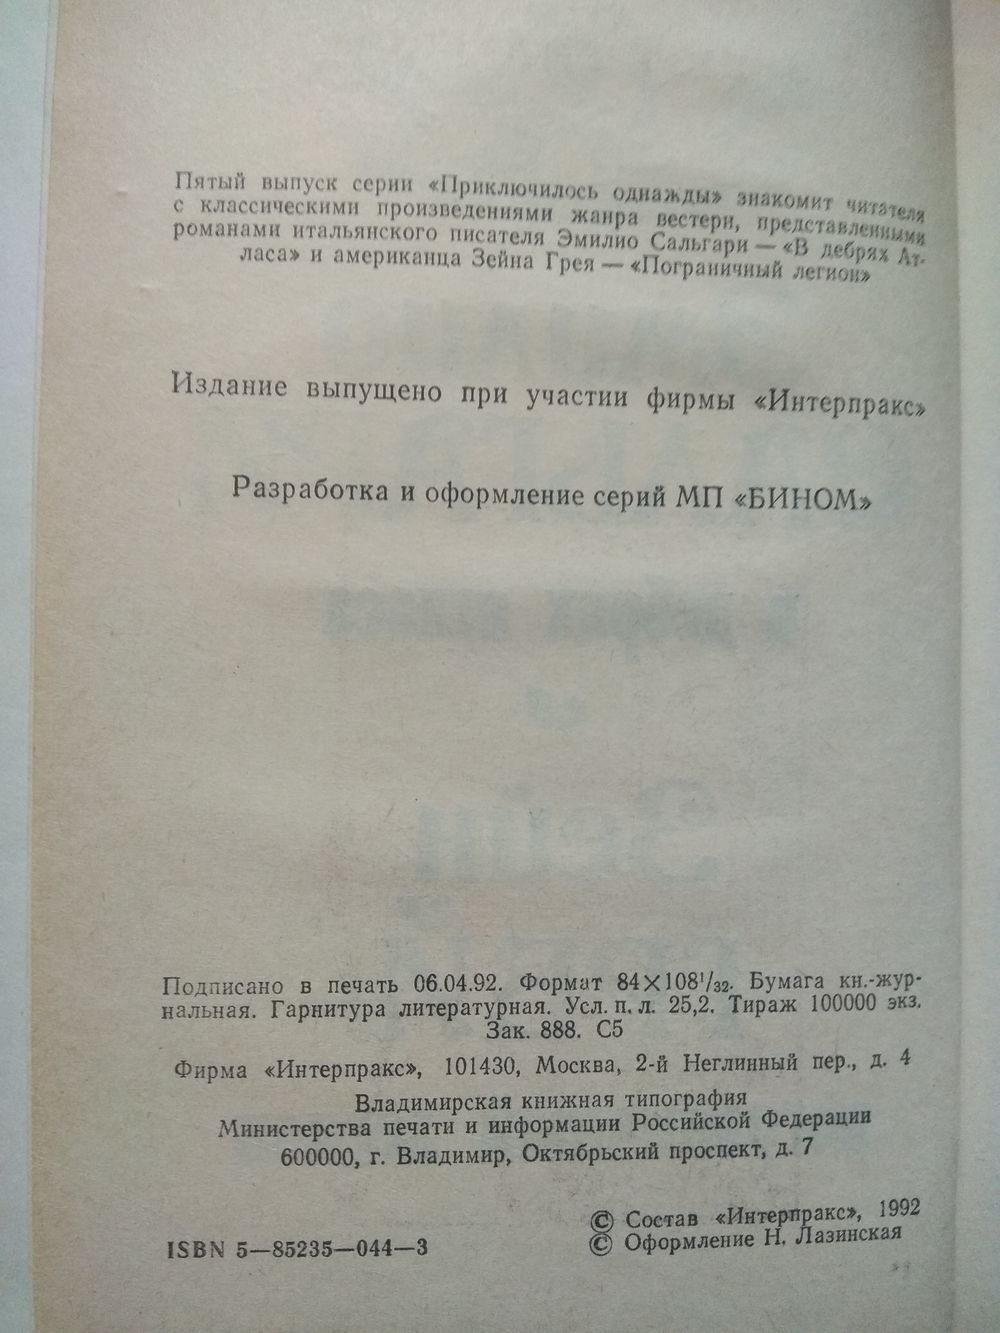 Пятый выпуск серии «Приключилось однажды» знакомит читателя
с классическими произведениями жанра вестерн, представленными
романами итальянского писателя Эмилио Сальгари — «В дебрях Ат-
ласа» и американца Зейна Грея — «Пограничный легион»
Издание выпущено при участии фирмы «Интерпракс»
Разработка и оформление серий МП «БИНОМ»
Подписано в печать 06.04.92. Формат 84×108¹/₃₂. Бумага кн.-жур-
нальная. Гарнитура литературная. Усл. п. л. 25,2. Тираж 100000 экз.
Зак. 888. С5
Фирма «Интерпракс», 101430, Москва, 2-й Неглинный пер., д. 4
Владимирская книжная типография
Министерства печати и информации Российской Федерации
600000, г. Владимир, Октябрьский проспект, д. 7
© Состав «Интерпракс», 1992
ISBN 5—85235—044—3
© Оформление Н. Лазинская